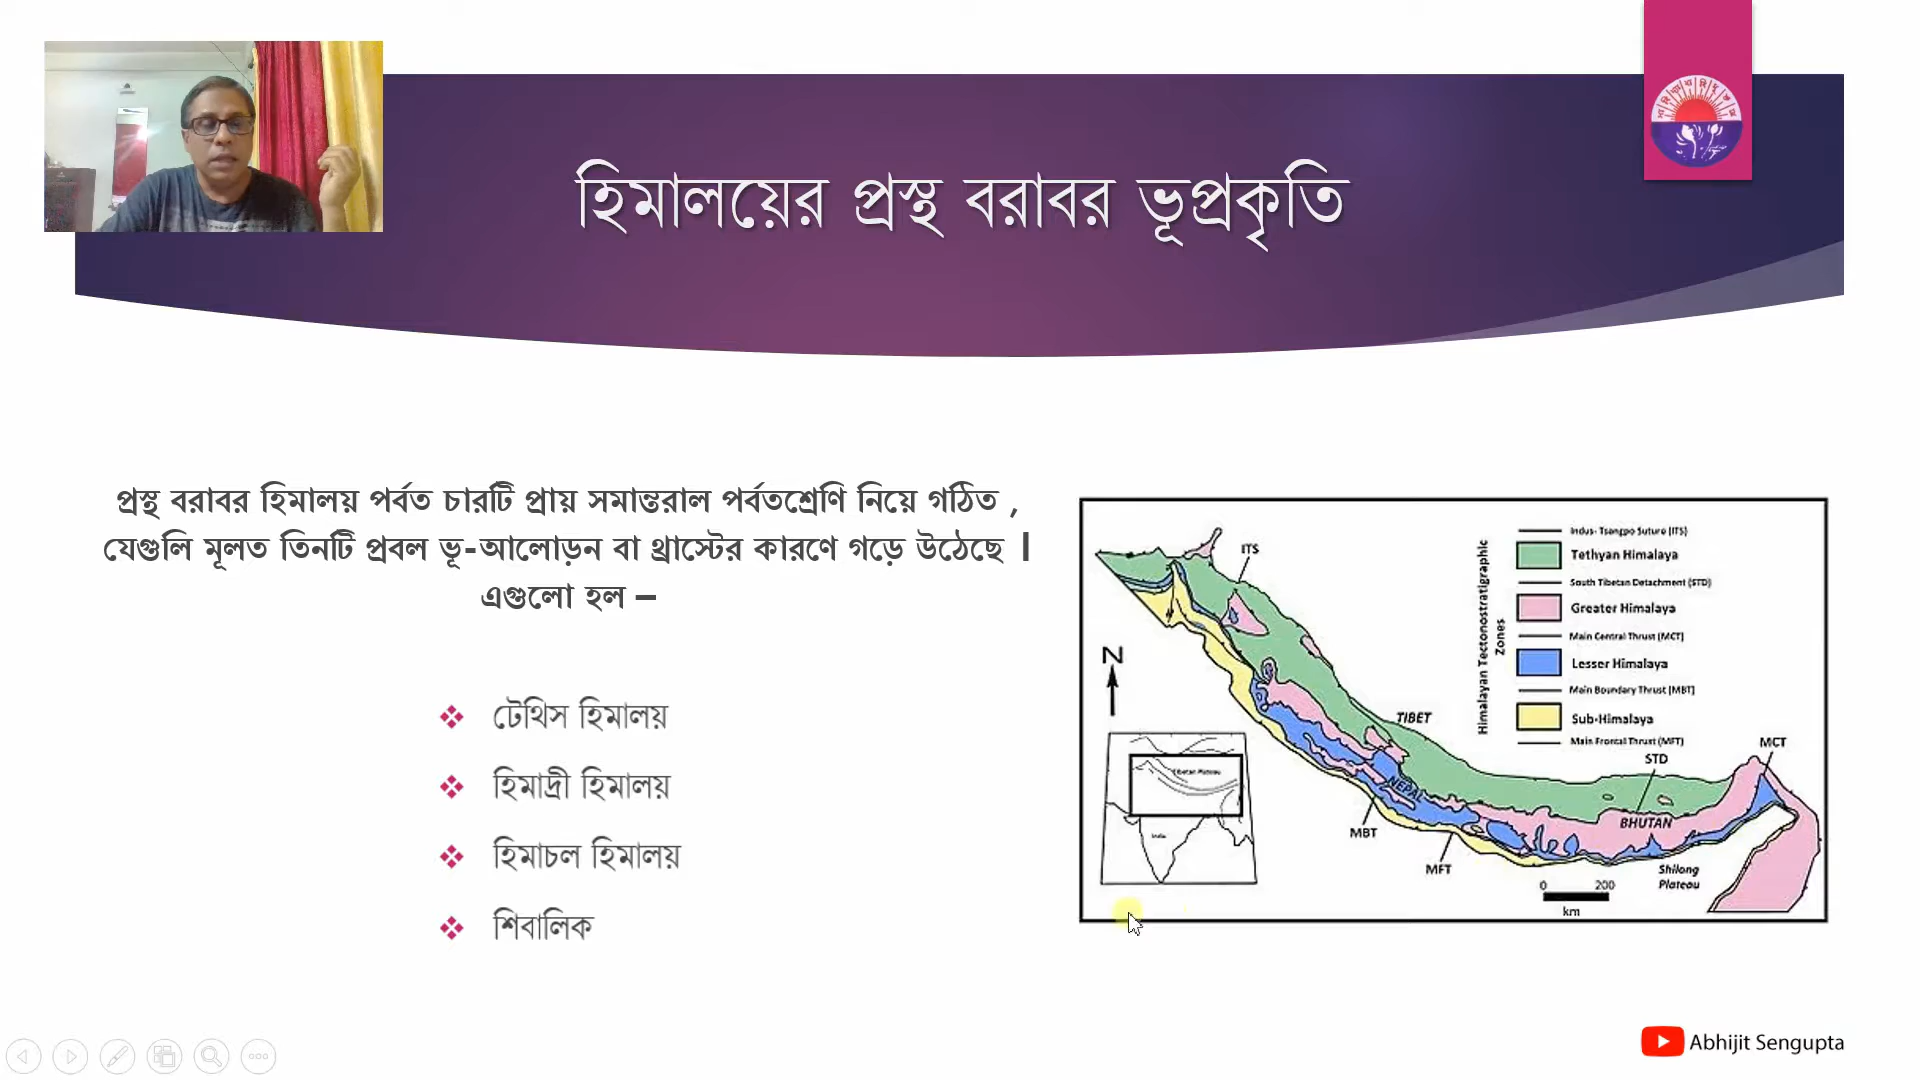 হিমালয়ের প্রস্থ বরাবর ভূপ্রকৃতি
প্রস্থ বরাবর হিমালয় পর্বত চারটি প্রায় সমান্তরাল পর্বতশ্রেণি নিয়ে গঠিত ,
যেগুলি মূলত তিনটি প্রবল ভূ-আলোড়ন বা থ্রাস্টের কারণে গড়ে উঠেছে ।
এগুলো হল –
❖ টেথিস হিমালয়
❖ হিমাদ্রী হিমালয়
❖ হিমাচল হিমালয়
❖ শিবালিক
Himalayan Tectonostratigraphic
Zones
Indus- Tsangpo Suture (ITS)
Tethyan Himalaya
South Tibetan Detachment (STD)
Greater Himalaya
Main Central Thrust (MCT)
Lesser Himalaya
Main Boundary Thrust (MBT)
Sub-Himalaya
Main Frontal Thrust (MFT)
ITS
N
TIBET
MCT
STD
Tibetan Plateau
NEPAL
BHUTAN
MBT
India
MFT
Shilong
Plateau
0 200
km
Abhijit Sengupta